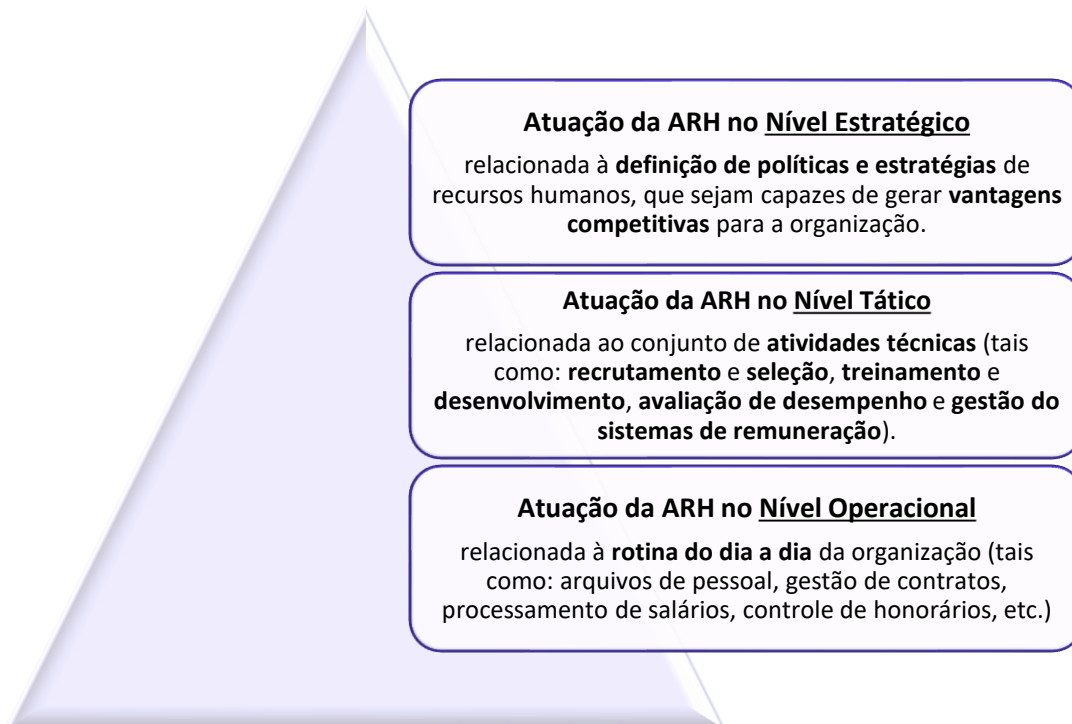 Atuação da ARH no Nível Estratégico
relacionada à definição de políticas e estratégias de
recursos humanos, que sejam capazes de gerar vantagens
competitivas para a organização.
Atuação da ARH no Nível Tático
relacionada ao conjunto de atividades técnicas (tais
como: recrutamento e seleção, treinamento e
desenvolvimento, avaliação de desempenho e gestão do
sistemas de remuneração).
Atuação da ARH no Nível Operacional
relacionada à rotina do dia a dia da organização (tais
como: arquivos de pessoal, gestão de contratos,
processamento de salários, controle de honorários, etc.)